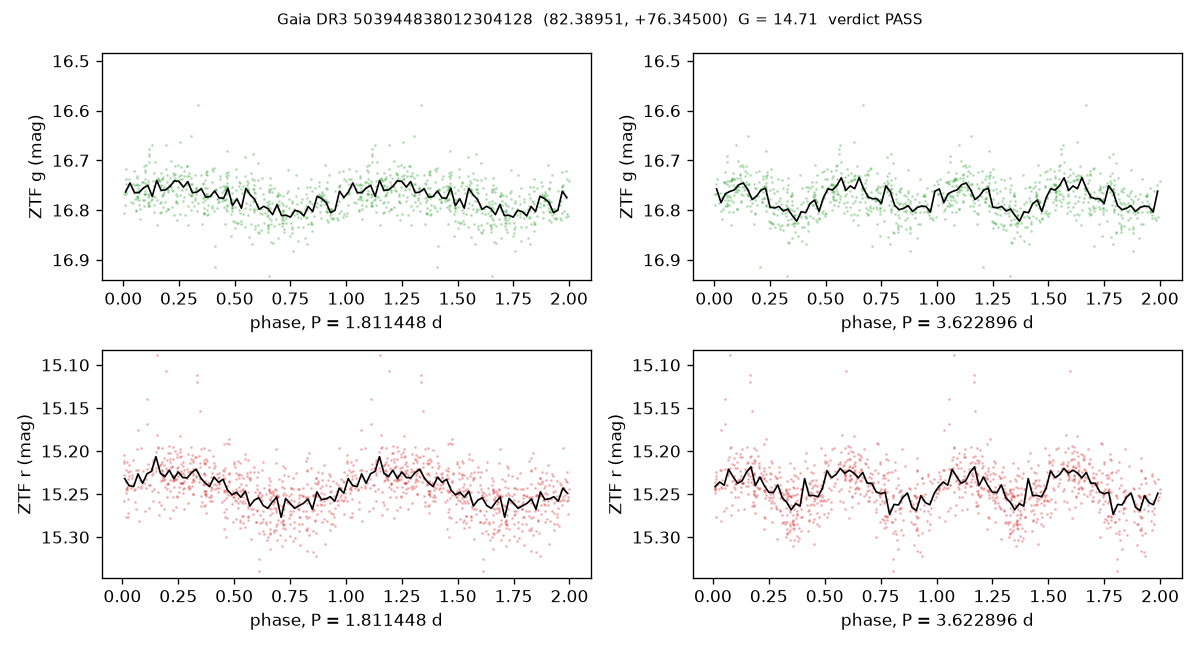 Gaia DR3 503944838012304128 (82.38951, +76.34500) G = 14.71 verdict PASS
ZTF g (mag)
16.5
16.6
16.7
16.8
16.9
0.00 0.25 0.50 0.75 1.00 1.25 1.50 1.75 2.00
phase, P = 1.811448 d
ZTF g (mag)
16.5
16.6
16.7
16.8
16.9
0.00 0.25 0.50 0.75 1.00 1.25 1.50 1.75 2.00
phase, P = 3.622896 d
ZTF r (mag)
15.10
15.15
15.20
15.25
15.30
0.00 0.25 0.50 0.75 1.00 1.25 1.50 1.75 2.00
phase, P = 1.811448 d
ZTF r (mag)
15.10
15.15
15.20
15.25
15.30
0.00 0.25 0.50 0.75 1.00 1.25 1.50 1.75 2.00
phase, P = 3.622896 d